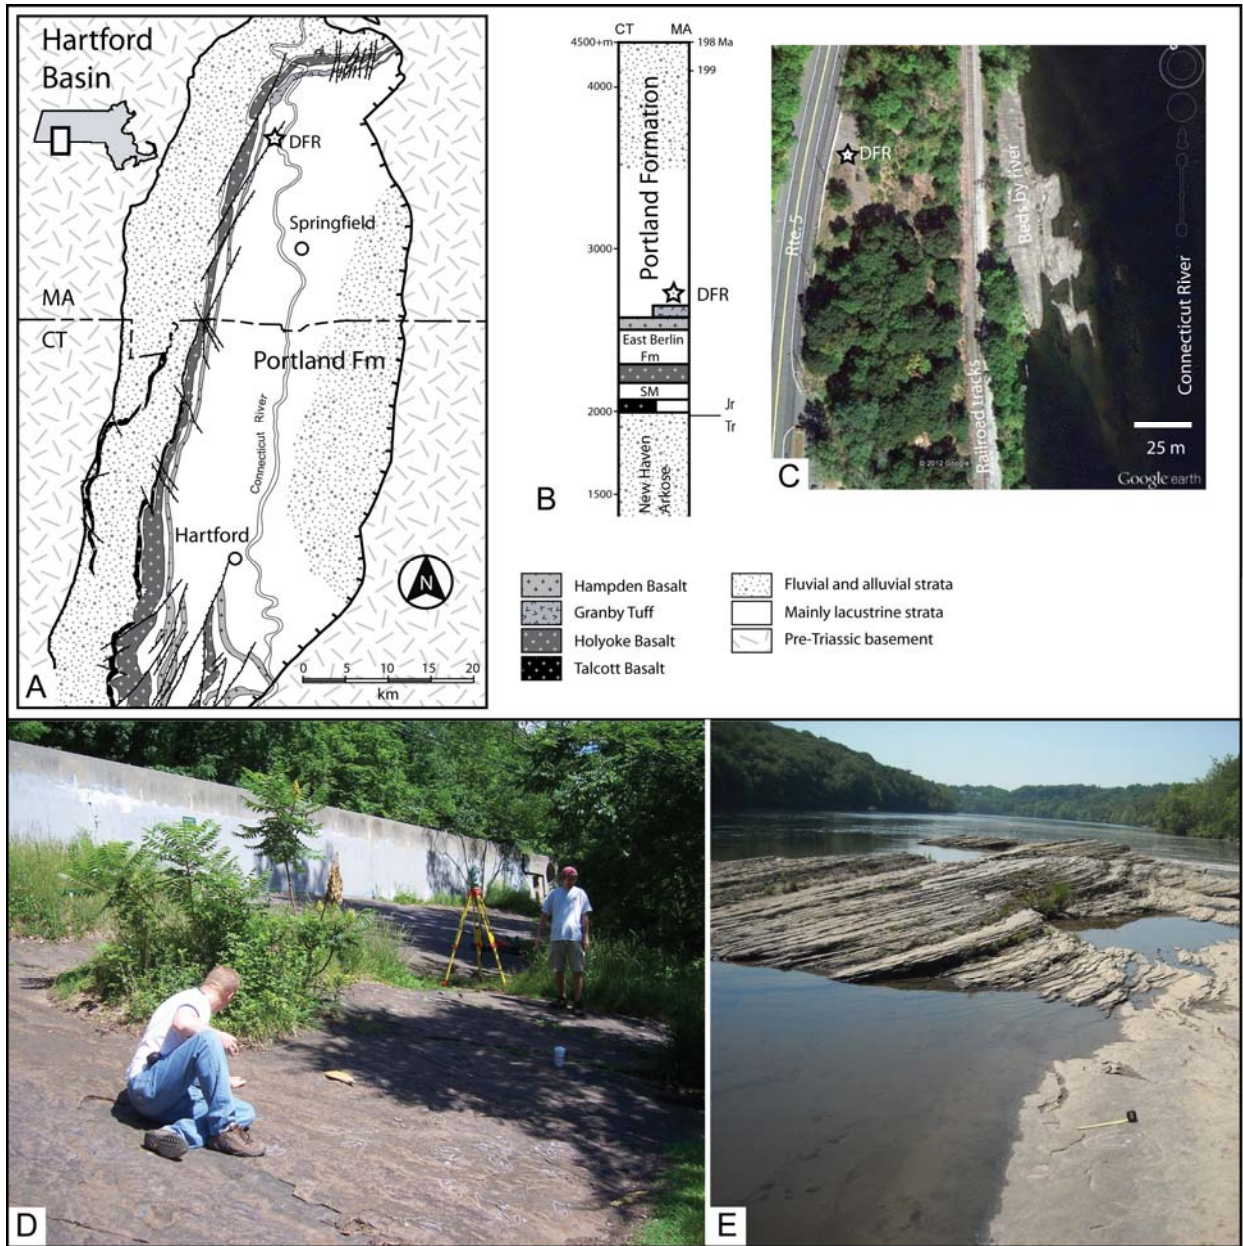 Hartford
Basin
DFR
Springfield
MA
CT
Portland Fm
Connecticut River
Hartford
N
0 5 10 15 20
km
A
CT MA
4500+m
198 Ma
199
4000
Portland Formation
3000
DFR
East Berlin
Fm
SM
2000
Jr
Tr
New Haven
Arkose
1500
B
DFR
Rte. 5
Beds by river
Railroad tracks
Connecticut River
25 m
© 2012 Google
Google earth
C
Hampden Basalt
Granby Tuff
Holyoke Basalt
Talcott Basalt
Fluvial and alluvial strata
Mainly lacustrine strata
Pre-Triassic basement
D
E